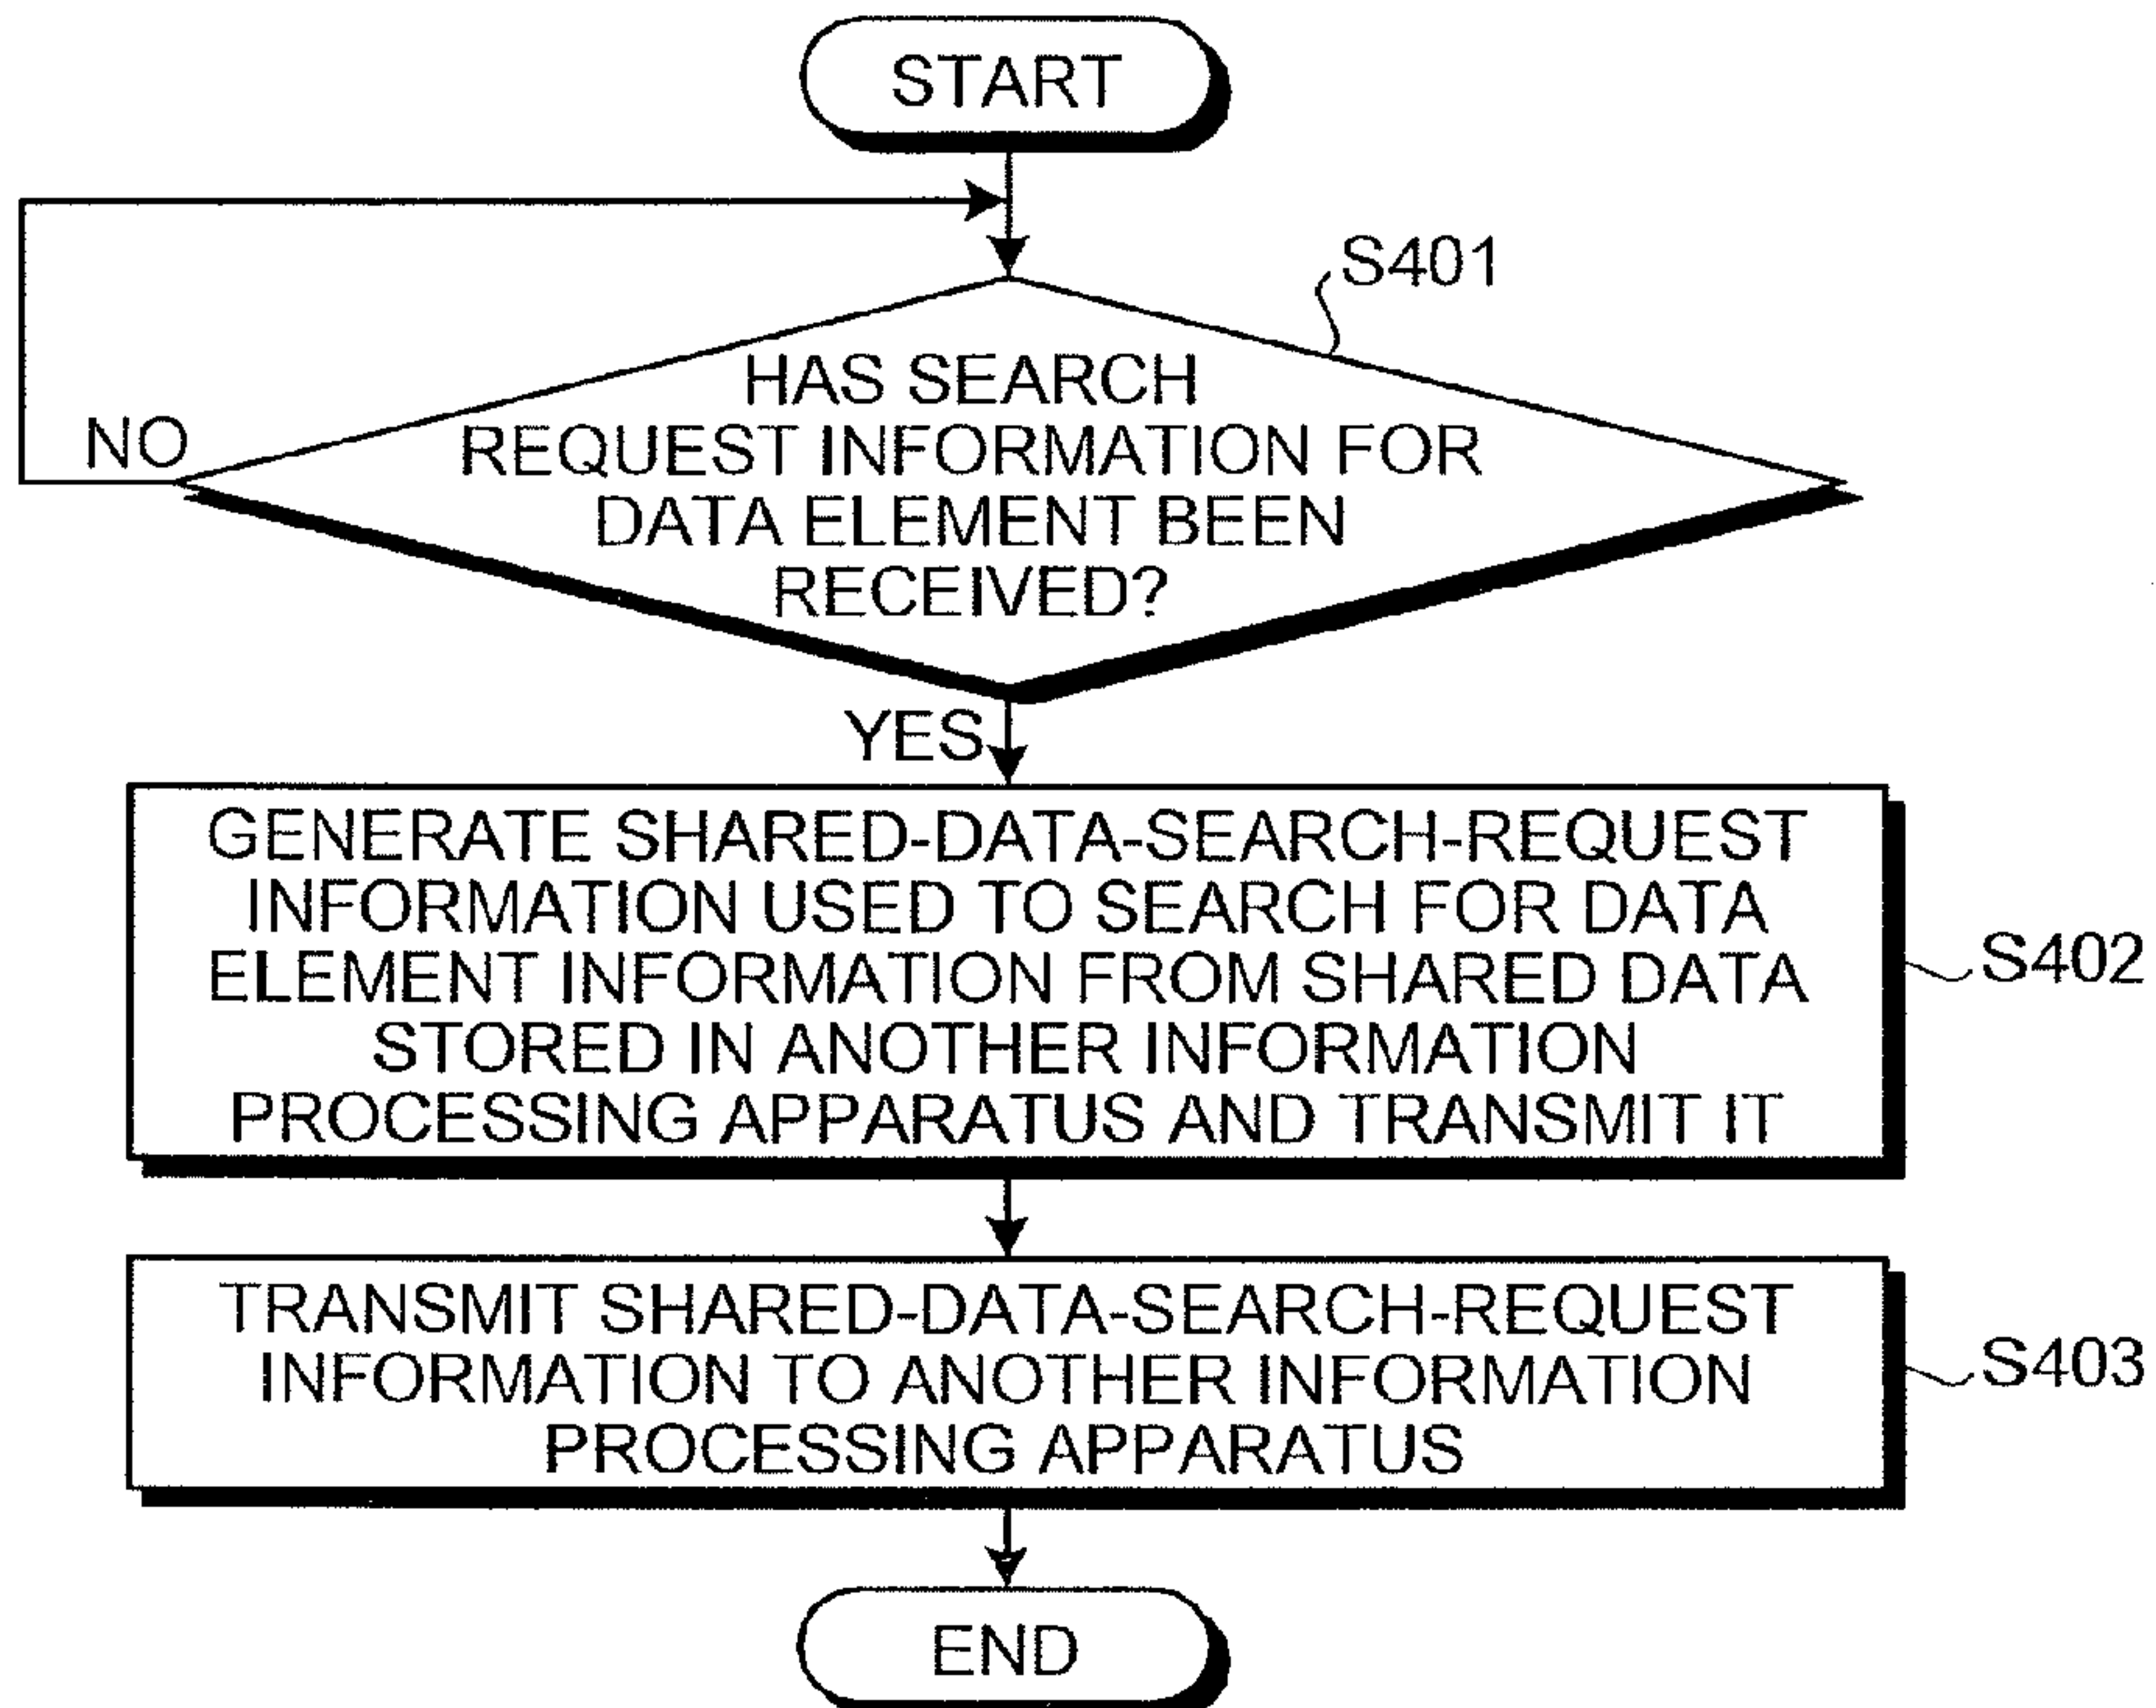 START
S401
HAS SEARCH
REQUEST INFORMATION FOR
DATA ELEMENT BEEN
RECEIVED?
NO
YES
GENERATE SHARED-DATA-SEARCH-REQUEST
INFORMATION USED TO SEARCH FOR DATA
ELEMENT INFORMATION FROM SHARED DATA
STORED IN ANOTHER INFORMATION
PROCESSING APPARATUS AND TRANSMIT IT
S402
TRANSMIT SHARED-DATA-SEARCH-REQUEST
INFORMATION TO ANOTHER INFORMATION
PROCESSING APPARATUS
S403
END